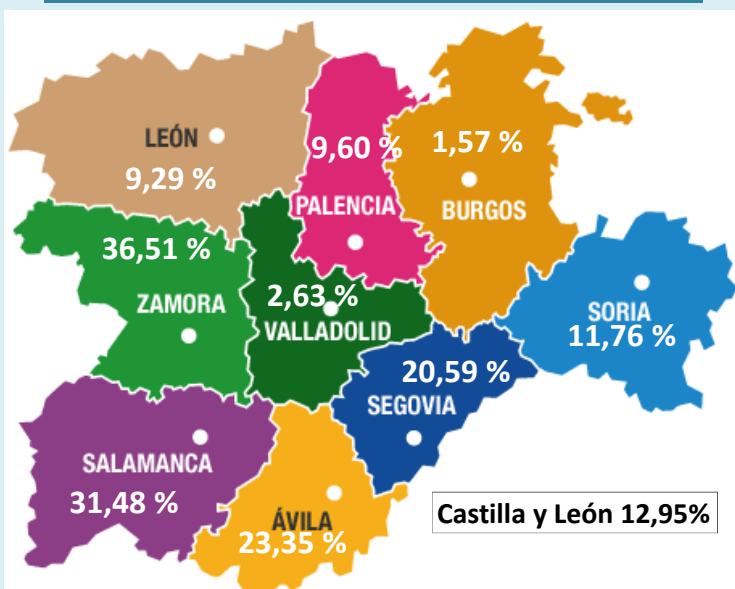 LEÓN
9,29 %
9,60 %
PALENCIA
1,57 %
BURGOS
36,51 %
ZAMORA
2,63 %
VALLADOLID
SORIA
11,76 %
20,59 %
SEGOVIA
SALAMANCA
31,48 %
ÁVILA
23,35 %
Castilla y León 12,95%